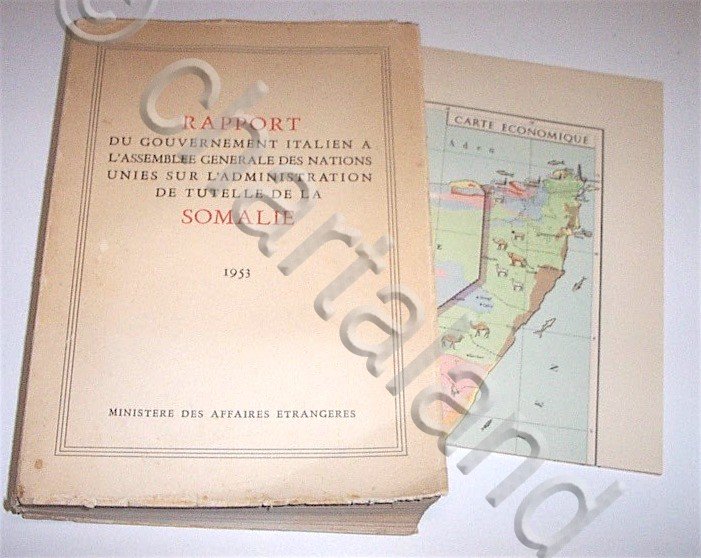 RAPPORT
DU GOUVERNEMENT ITALIEN A
L'ASSEMBLEE GENERALE DES NATIONS
UNIES SUR L'ADMINISTRATION
DE TUTELLE DE LA
SOMALIE
1953
MINISTERE DES AFFAIRES ETRANGERES
CARTE ECONOMIQUE
Aden
© Chartaland